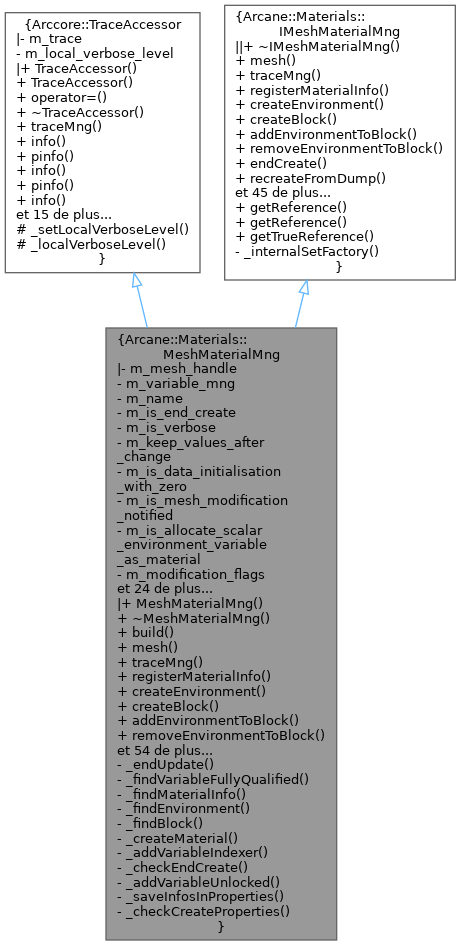 {Arccore::TraceAccessor
|- m_trace
- m_local_verbose_level
|+ TraceAccessor()
+ TraceAccessor()
+ operator=()
+ ~TraceAccessor()
+ traceMng()
+ info()
+ pinfo()
+ info()
+ pinfo()
+ info()
et 15 de plus...
# _setLocalVerboseLevel()
# _localVerboseLevel()
}
{Arcane::Materials::
IMeshMaterialMng
||+ ~IMeshMaterialMng()
+ mesh()
+ traceMng()
+ registerMaterialInfo()
+ createEnvironment()
+ createBlock()
+ addEnvironmentToBlock()
+ removeEnvironmentToBlock()
+ endCreate()
+ recreateFromDump()
et 45 de plus...
+ getReference()
+ getReference()
+ getTrueReference()
- _internalSetFactory()
}
{Arcane::Materials::
MeshMaterialMng
|- m_mesh_handle
- m_variable_mng
- m_name
- m_is_end_create
- m_is_verbose
- m_keep_values_after
_change
- m_is_data_initialisation
_with_zero
- m_is_mesh_modification
_notified
- m_is_allocate_scalar
_environment_variable
_as_material
- m_modification_flags
et 24 de plus...
|+ MeshMaterialMng()
+ ~MeshMaterialMng()
+ build()
+ mesh()
+ traceMng()
+ registerMaterialInfo()
+ createEnvironment()
+ createBlock()
+ addEnvironmentToBlock()
+ removeEnvironmentToBlock()
et 54 de plus...
- _endUpdate()
- _findVariableFullyQualified()
- _findMaterialInfo()
- _findEnvironment()
- _findBlock()
- _createMaterial()
- _addVariableIndexer()
- _checkEndCreate()
- _addVariableUnlocked()
- _saveInfosInProperties()
- _checkCreateProperties()
}